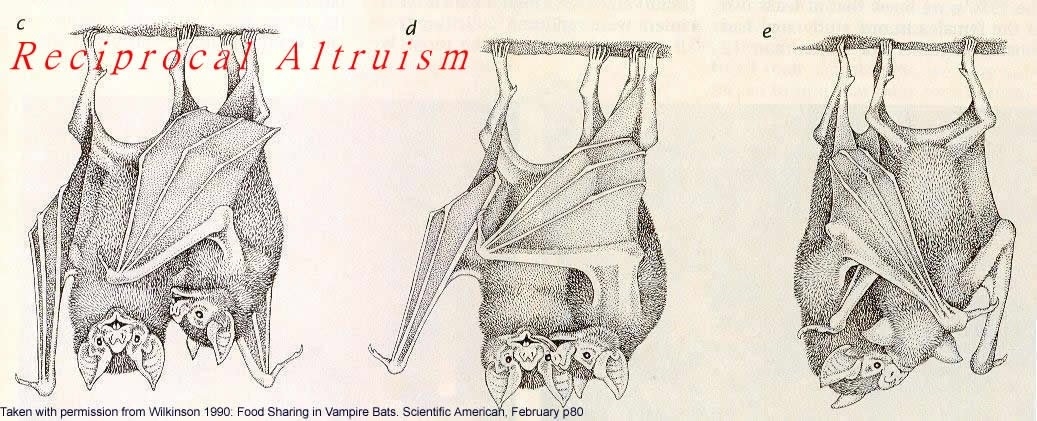 c
d
e
Reciprocal Altruism
Taken with permission from Wilkinson 1990: Food Sharing in Vampire Bats. Scientific American, February p80